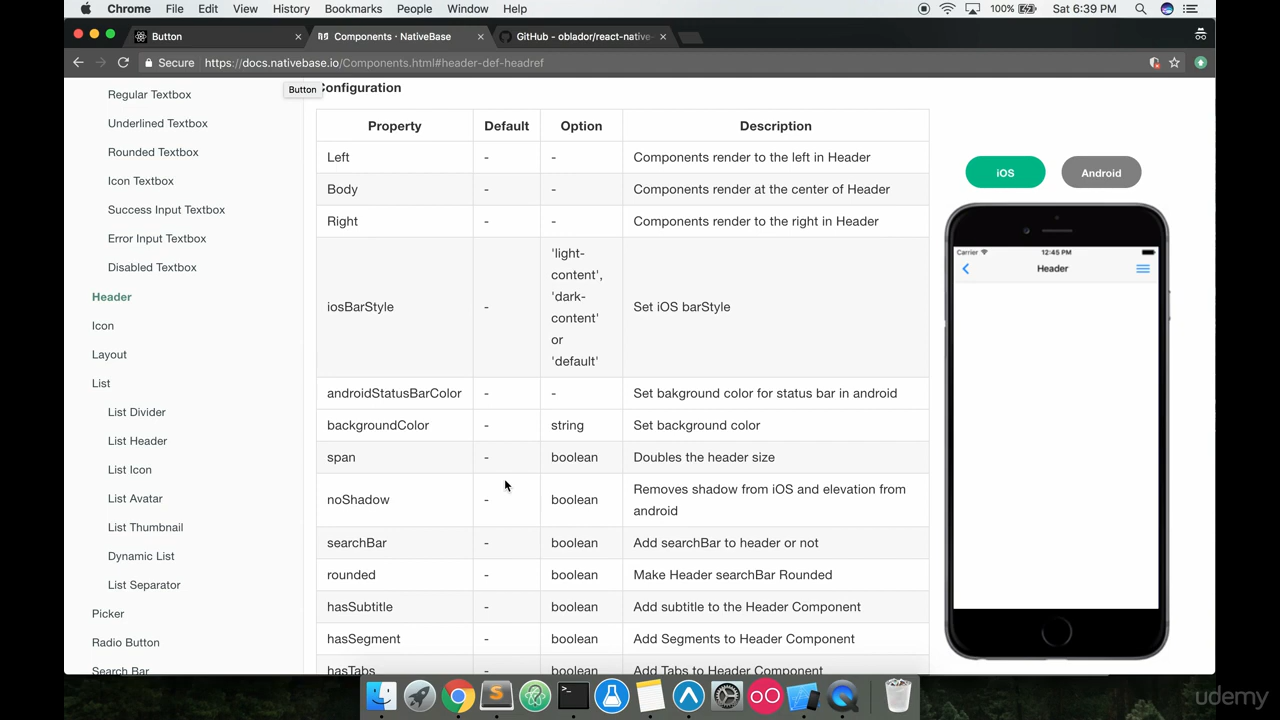 Chrome File Edit View History Bookmarks People Window Help 100% Sat 6:39 PM
Button Components · NativeBase GitHub - oblador/react-native-
Secure https://docs.nativebase.io/Components.html#header-def-headref
Button
Configuration
Regular Textbox
Underlined Textbox
Rounded Textbox
Icon Textbox
Success Input Textbox
Error Input Textbox
Disabled Textbox
Header
Icon
Layout
List
List Divider
List Header
List Icon
List Avatar
List Thumbnail
Dynamic List
List Separator
Picker
Radio Button
Search Bar
Property Default Option Description
Left - - Components render to the left in Header
Body - - Components render at the center of Header
Right - - Components render to the right in Header
iosBarStyle - 'light-
content',
'dark-
content'
or
'default' Set iOS barStyle
androidStatusBarColor - - Set bakground color for status bar in android
backgroundColor - string Set background color
span - boolean Doubles the header size
noShadow - boolean Removes shadow from iOS and elevation from
android
searchBar - boolean Add searchBar to header or not
rounded - boolean Make Header searchBar Rounded
hasSubtitle - boolean Add subtitle to the Header Component
hasSegment - boolean Add Segments to Header Component
hasTabs - boolean Add Tabs to Header Component
iOS Android
Carrier 12:45 PM
Header
udemy